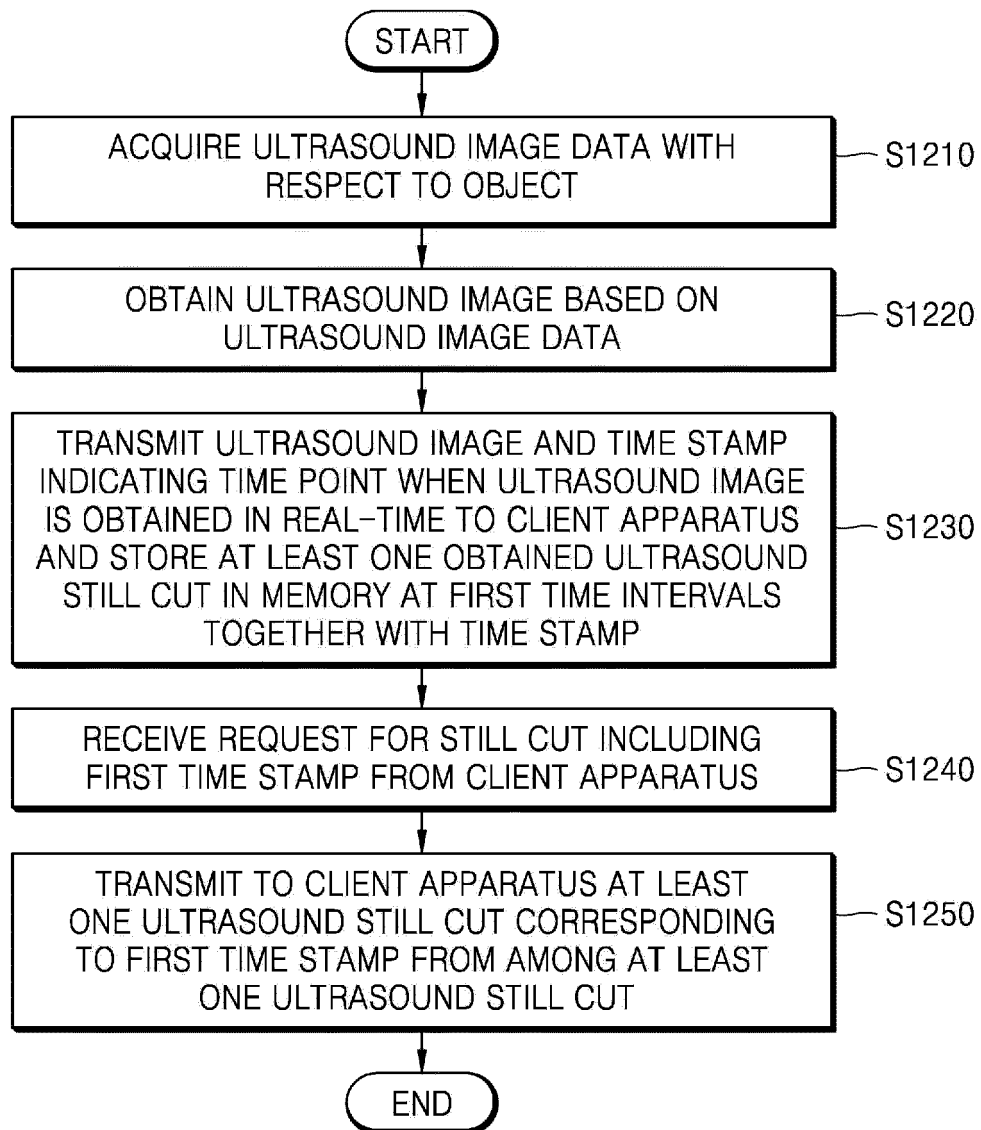 START
ACQUIRE ULTRASOUND IMAGE DATA WITH
RESPECT TO OBJECT
S1210
OBTAIN ULTRASOUND IMAGE BASED ON
ULTRASOUND IMAGE DATA
S1220
TRANSMIT ULTRASOUND IMAGE AND TIME STAMP
INDICATING TIME POINT WHEN ULTRASOUND IMAGE
IS OBTAINED IN REAL-TIME TO CLIENT APPARATUS
AND STORE AT LEAST ONE OBTAINED ULTRASOUND
STILL CUT IN MEMORY AT FIRST TIME INTERVALS
TOGETHER WITH TIME STAMP
S1230
RECEIVE REQUEST FOR STILL CUT INCLUDING
FIRST TIME STAMP FROM CLIENT APPARATUS
S1240
TRANSMIT TO CLIENT APPARATUS AT LEAST
ONE ULTRASOUND STILL CUT CORRESPONDING
TO FIRST TIME STAMP FROM AMONG AT LEAST
ONE ULTRASOUND STILL CUT
S1250
END